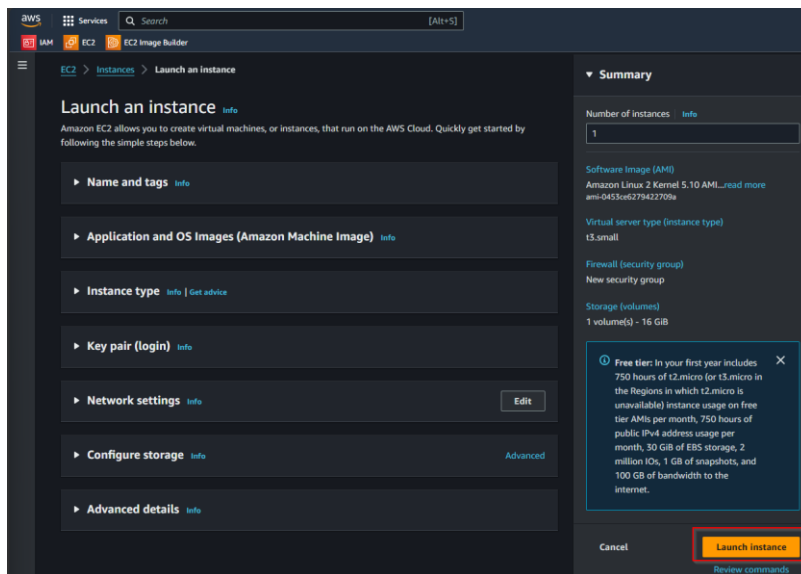 aws
Services
Search
[Alt+S]
IAM
EC2
EC2 Image Builder
EC2 > Instances > Launch an instance
Launch an instance Info
Amazon EC2 allows you to create virtual machines, or instances, that run on the AWS Cloud. Quickly get started by
following the simple steps below.
Name and tags Info
Application and OS Images (Amazon Machine Image) Info
Instance type Info | Get advice
Key pair (login) Info
Network settings Info
Edit
Configure storage Info
Advanced
Advanced details Info
Summary
Number of instances Info
1
Software Image (AMI)
Amazon Linux 2 Kernel 5.10 AMI...read more
ami-0453ce6279422709a
Virtual server type (instance type)
t3.small
Firewall (security group)
New security group
Storage (volumes)
1 volume(s) - 16 GiB
Free tier: In your first year includes
750 hours of t2.micro (or t3.micro in
the Regions in which t2.micro is
unavailable) instance usage on free
tier AMIs per month, 750 hours of
public IPv4 address usage per
month, 30 GiB of EBS storage, 2
million IOs, 1 GB of snapshots, and
100 GB of bandwidth to the
internet.
Cancel
Launch instance
Review commands